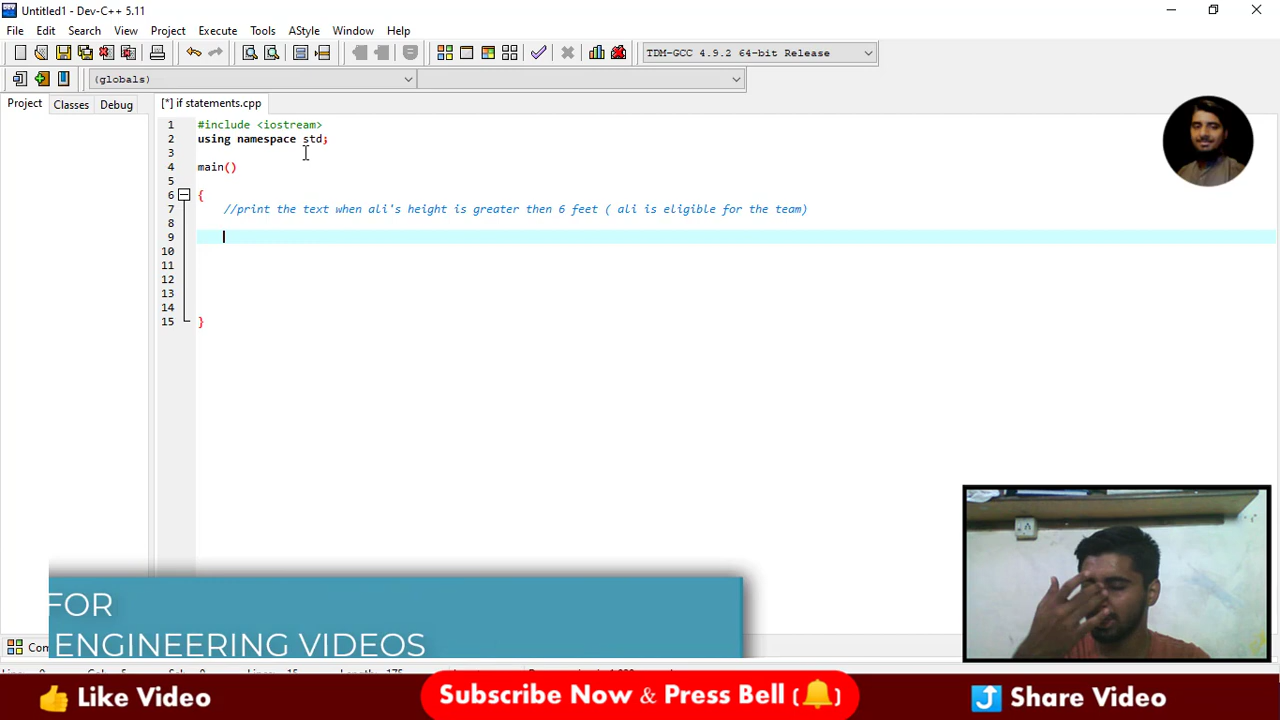 Untitled1 - Dev-C++ 5.11
File Edit Search View Project Execute Tools AStyle Window Help
TDM-GCC 4.9.2 64-bit Release
(globals)
Project Classes Debug
[*] if statements.cpp
1 #include <iostream>
2 using namespace std;
3
4 main()
5
6 {
7 //print the text when ali's height is greater then 6 feet ( ali is eligible for the team)
8
9
10
11
12
13
14
15 }
FOR
ENGINEERING VIDEOS
Like Video
Subscribe Now & Press Bell ( )
Share Video